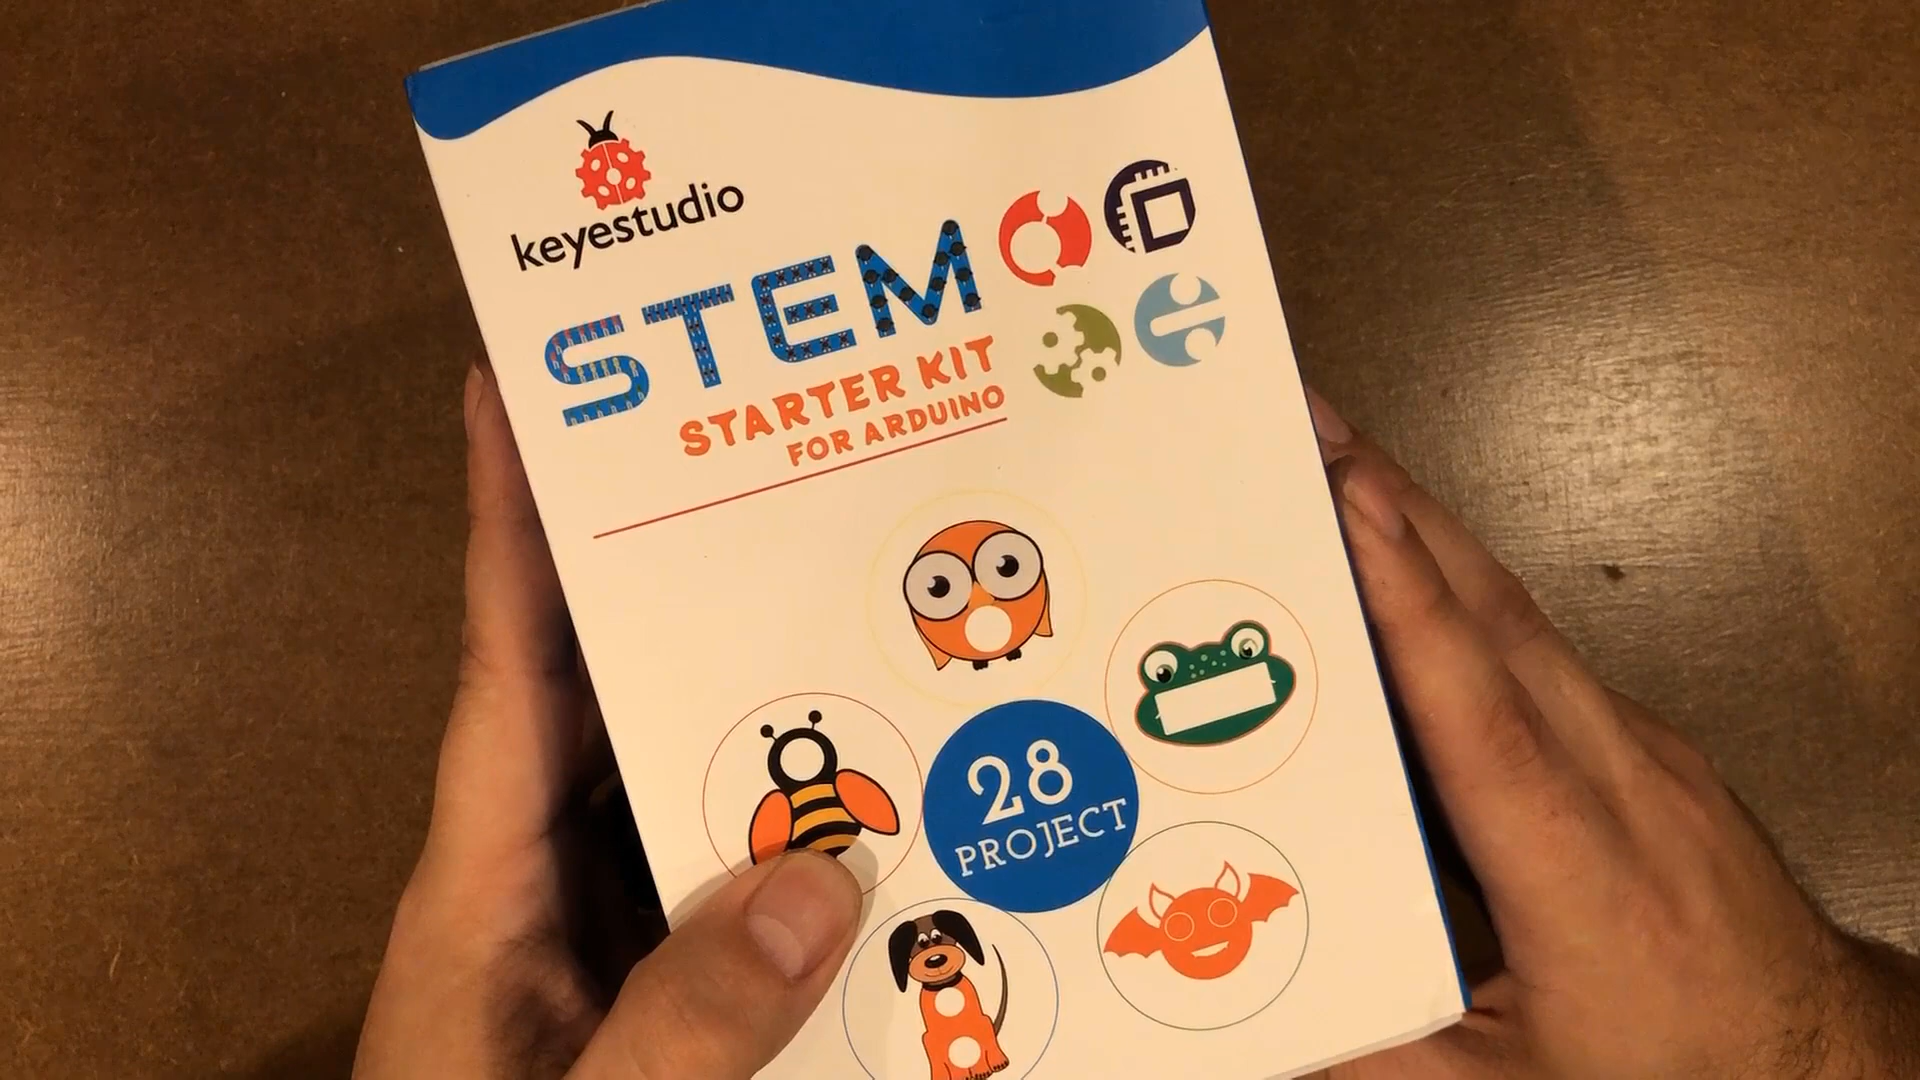 keyestudio
STEM
STARTER KIT
FOR ARDUINO
28
PROJECT